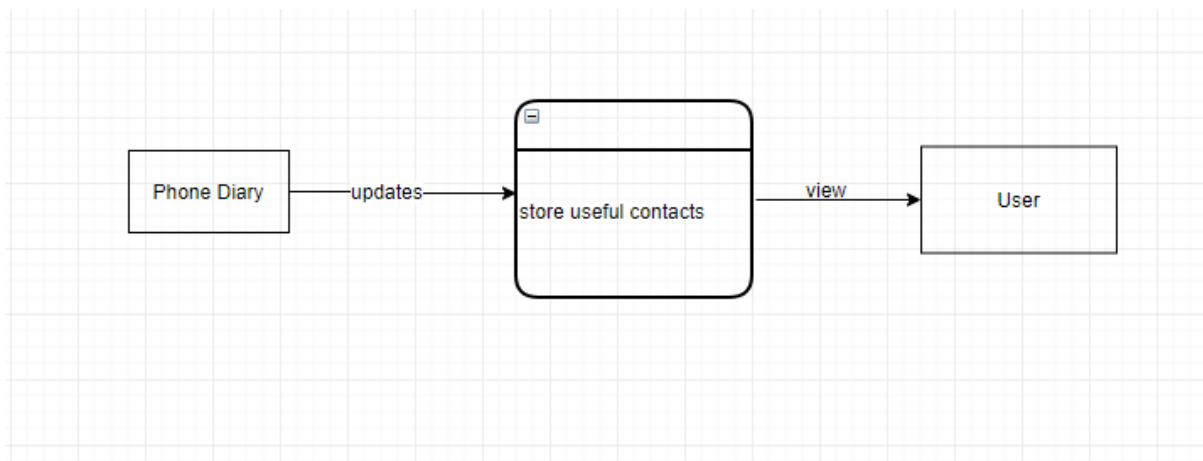 Phone Diary
updates
store useful contacts
view
User